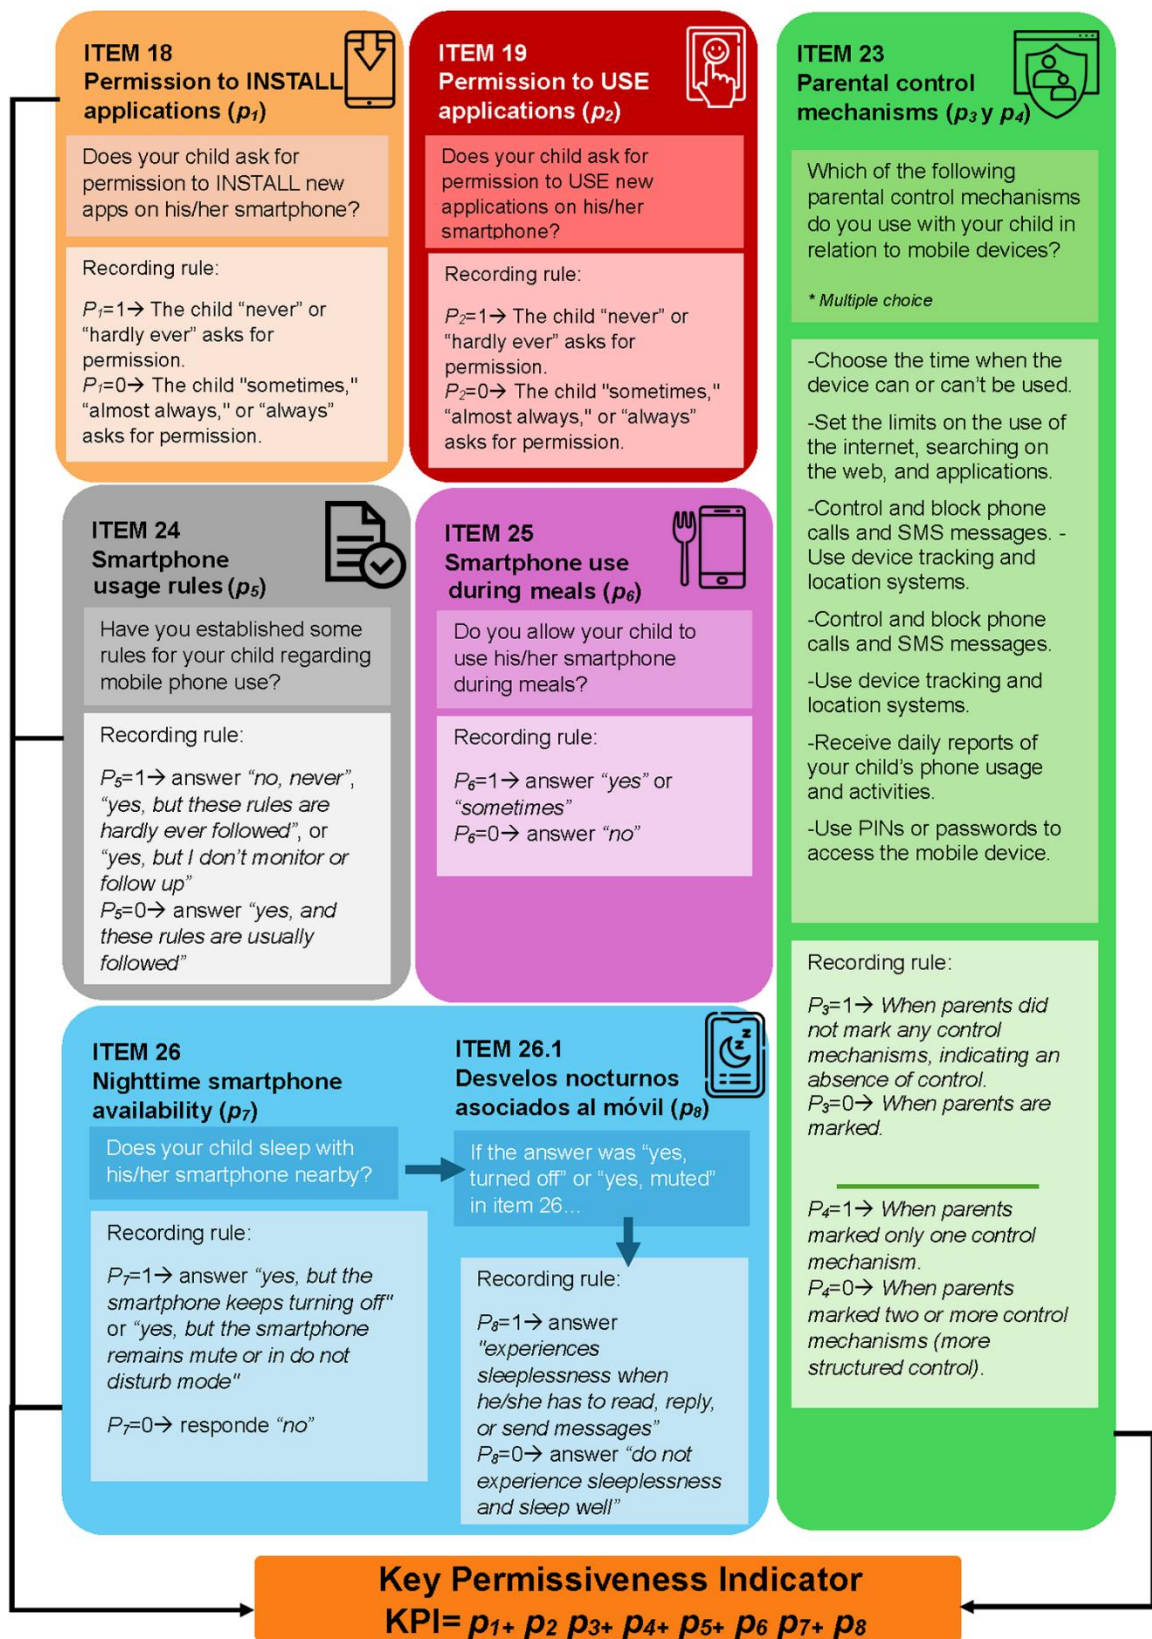 ITEM 18
Permission to INSTALL
applications (p1)
Does your child ask for
permission to INSTALL new
apps on his/her smartphone?
Recording rule:
P1=1→ The child “never” or
“hardly ever” asks for
permission.
P1=0→ The child "sometimes,"
“almost always,” or “always”
asks for permission.
ITEM 19
Permission to USE
applications (p2)
Does your child ask for
permission to USE new
applications on his/her
smartphone?
Recording rule:
P2=1→ The child “never” or
“hardly ever” asks for
permission.
P2=0→ The child "sometimes,"
“almost always,” or “always”
asks for permission.
ITEM 23
Parental control
mechanisms (p3 y p4)
Which of the following
parental control mechanisms
do you use with your child in
relation to mobile devices?
* Multiple choice
-Choose the time when the
device can or can’t be used.
-Set the limits on the use of
the internet, searching on
the web, and applications.
-Control and block phone
calls and SMS messages. -
Use device tracking and
location systems.
-Control and block phone
calls and SMS messages.
-Use device tracking and
location systems.
-Receive daily reports of
your child’s phone usage
and activities.
-Use PINs or passwords to
access the mobile device.
Recording rule:
P3=1→ When parents did
not mark any control
mechanisms, indicating an
absence of control.
P3=0→ When parents are
marked.
P4=1→ When parents
marked only one control
mechanism.
P4=0→ When parents
marked two or more control
mechanisms (more
structured control).
ITEM 24
Smartphone
usage rules (p5)
Have you established some
rules for your child regarding
mobile phone use?
Recording rule:
P5=1→ answer “no, never”,
“yes, but these rules are
hardly ever followed”, or
“yes, but I don’t monitor or
follow up”
P5=0→ answer “yes, and
these rules are usually
followed”
ITEM 25
Smartphone use
during meals (p6)
Do you allow your child to
use his/her smartphone
during meals?
Recording rule:
P6=1→ answer “yes” or
“sometimes”
P6=0→ answer “no”
ITEM 26
Nighttime smartphone
availability (p7)
Does your child sleep with
his/her smartphone nearby?
Recording rule:
P7=1→ answer “yes, but the
smartphone keeps turning off"
or “yes, but the smartphone
remains mute or in do not
disturb mode"
P7=0→ responde “no”
ITEM 26.1
Desvelos nocturnos
asociados al móvil (p8)
If the answer was “yes,
turned off” or “yes, muted”
in item 26...
Recording rule:
P8=1→ answer
"experiences
sleeplessness when
he/she has to read, reply,
or send messages”
P8=0→ answer “do not
experience sleeplessness
and sleep well”
Key Permissiveness Indicator
KPI= p1+ p2 p3+ p4+ p5+ p6 p7+ p8